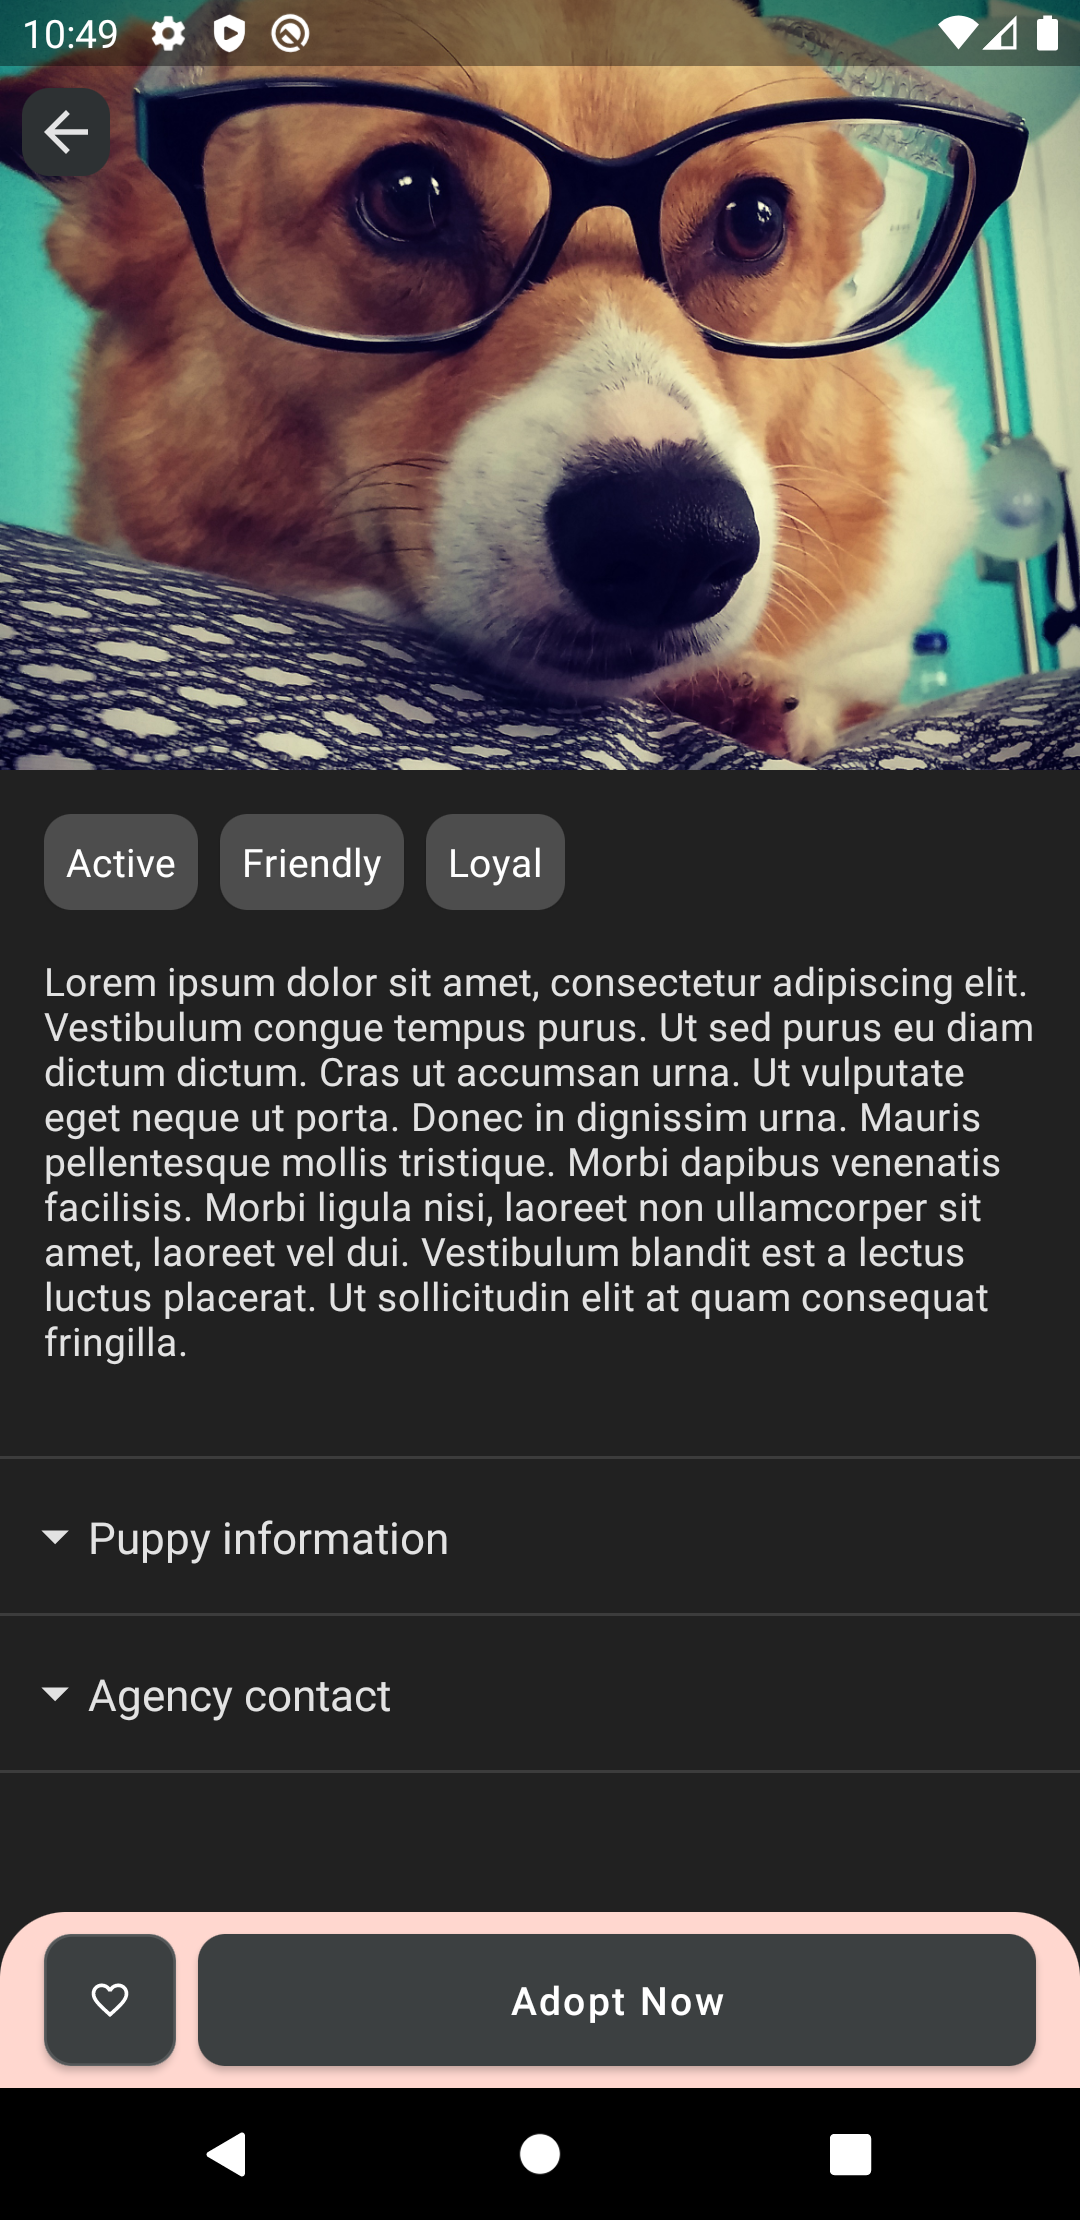 10:49
Active Friendly Loyal
Lorem ipsum dolor sit amet, consectetur adipiscing elit.
Vestibulum congue tempus purus. Ut sed purus eu diam
dictum dictum. Cras ut accumsan urna. Ut vulputate
eget neque ut porta. Donec in dignissim urna. Mauris
pellentesque mollis tristique. Morbi dapibus venenatis
facilisis. Morbi ligula nisi, laoreet non ullamcorper sit
amet, laoreet vel dui. Vestibulum blandit est a lectus
luctus placerat. Ut sollicitudin elit at quam consequat
fringilla.
Puppy information
Agency contact
Adopt Now